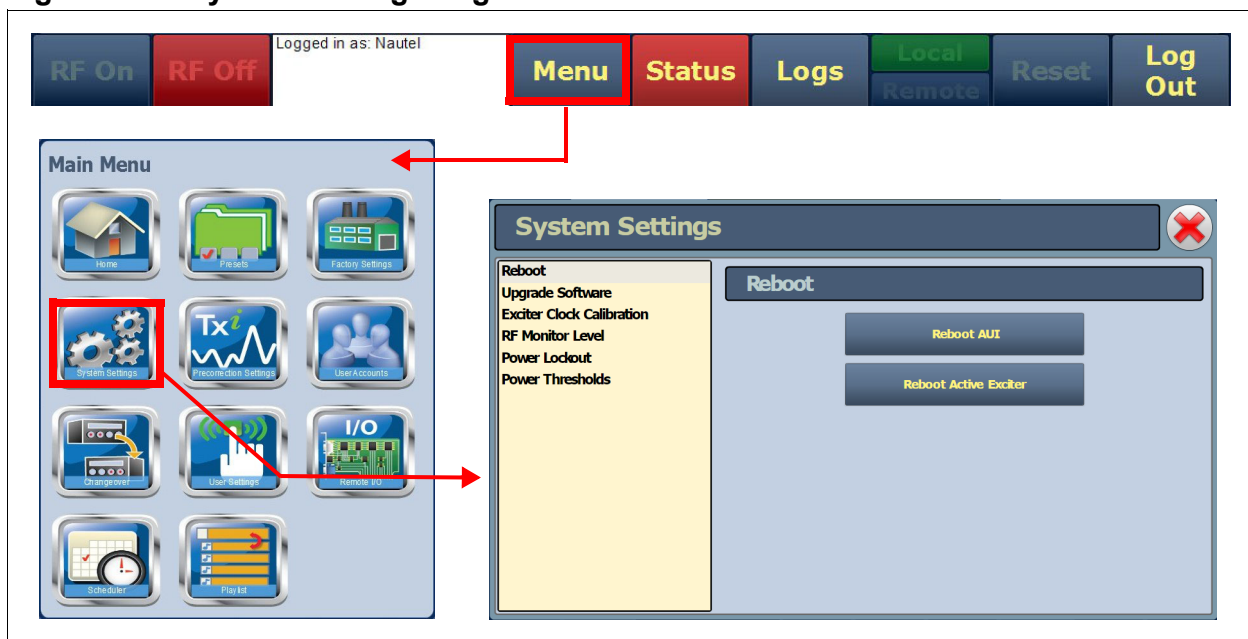 Logged in as: Nautel
RF On
RF Off
Menu
Status
Logs
Local
Remote
Reset
Log
Out
Main Menu
Home
Presets
Factory Settings
System Settings
Txi
Precorrection Settings
UserAccounts
Changeover
User Settings
I/O
Remote I/O
Scheduler
Playlist
System Settings
Reboot
Upgrade Software
Exciter Clock Calibration
RF Monitor Level
Power Lockout
Power Thresholds
Reboot
Reboot AUI
Reboot Active Exciter